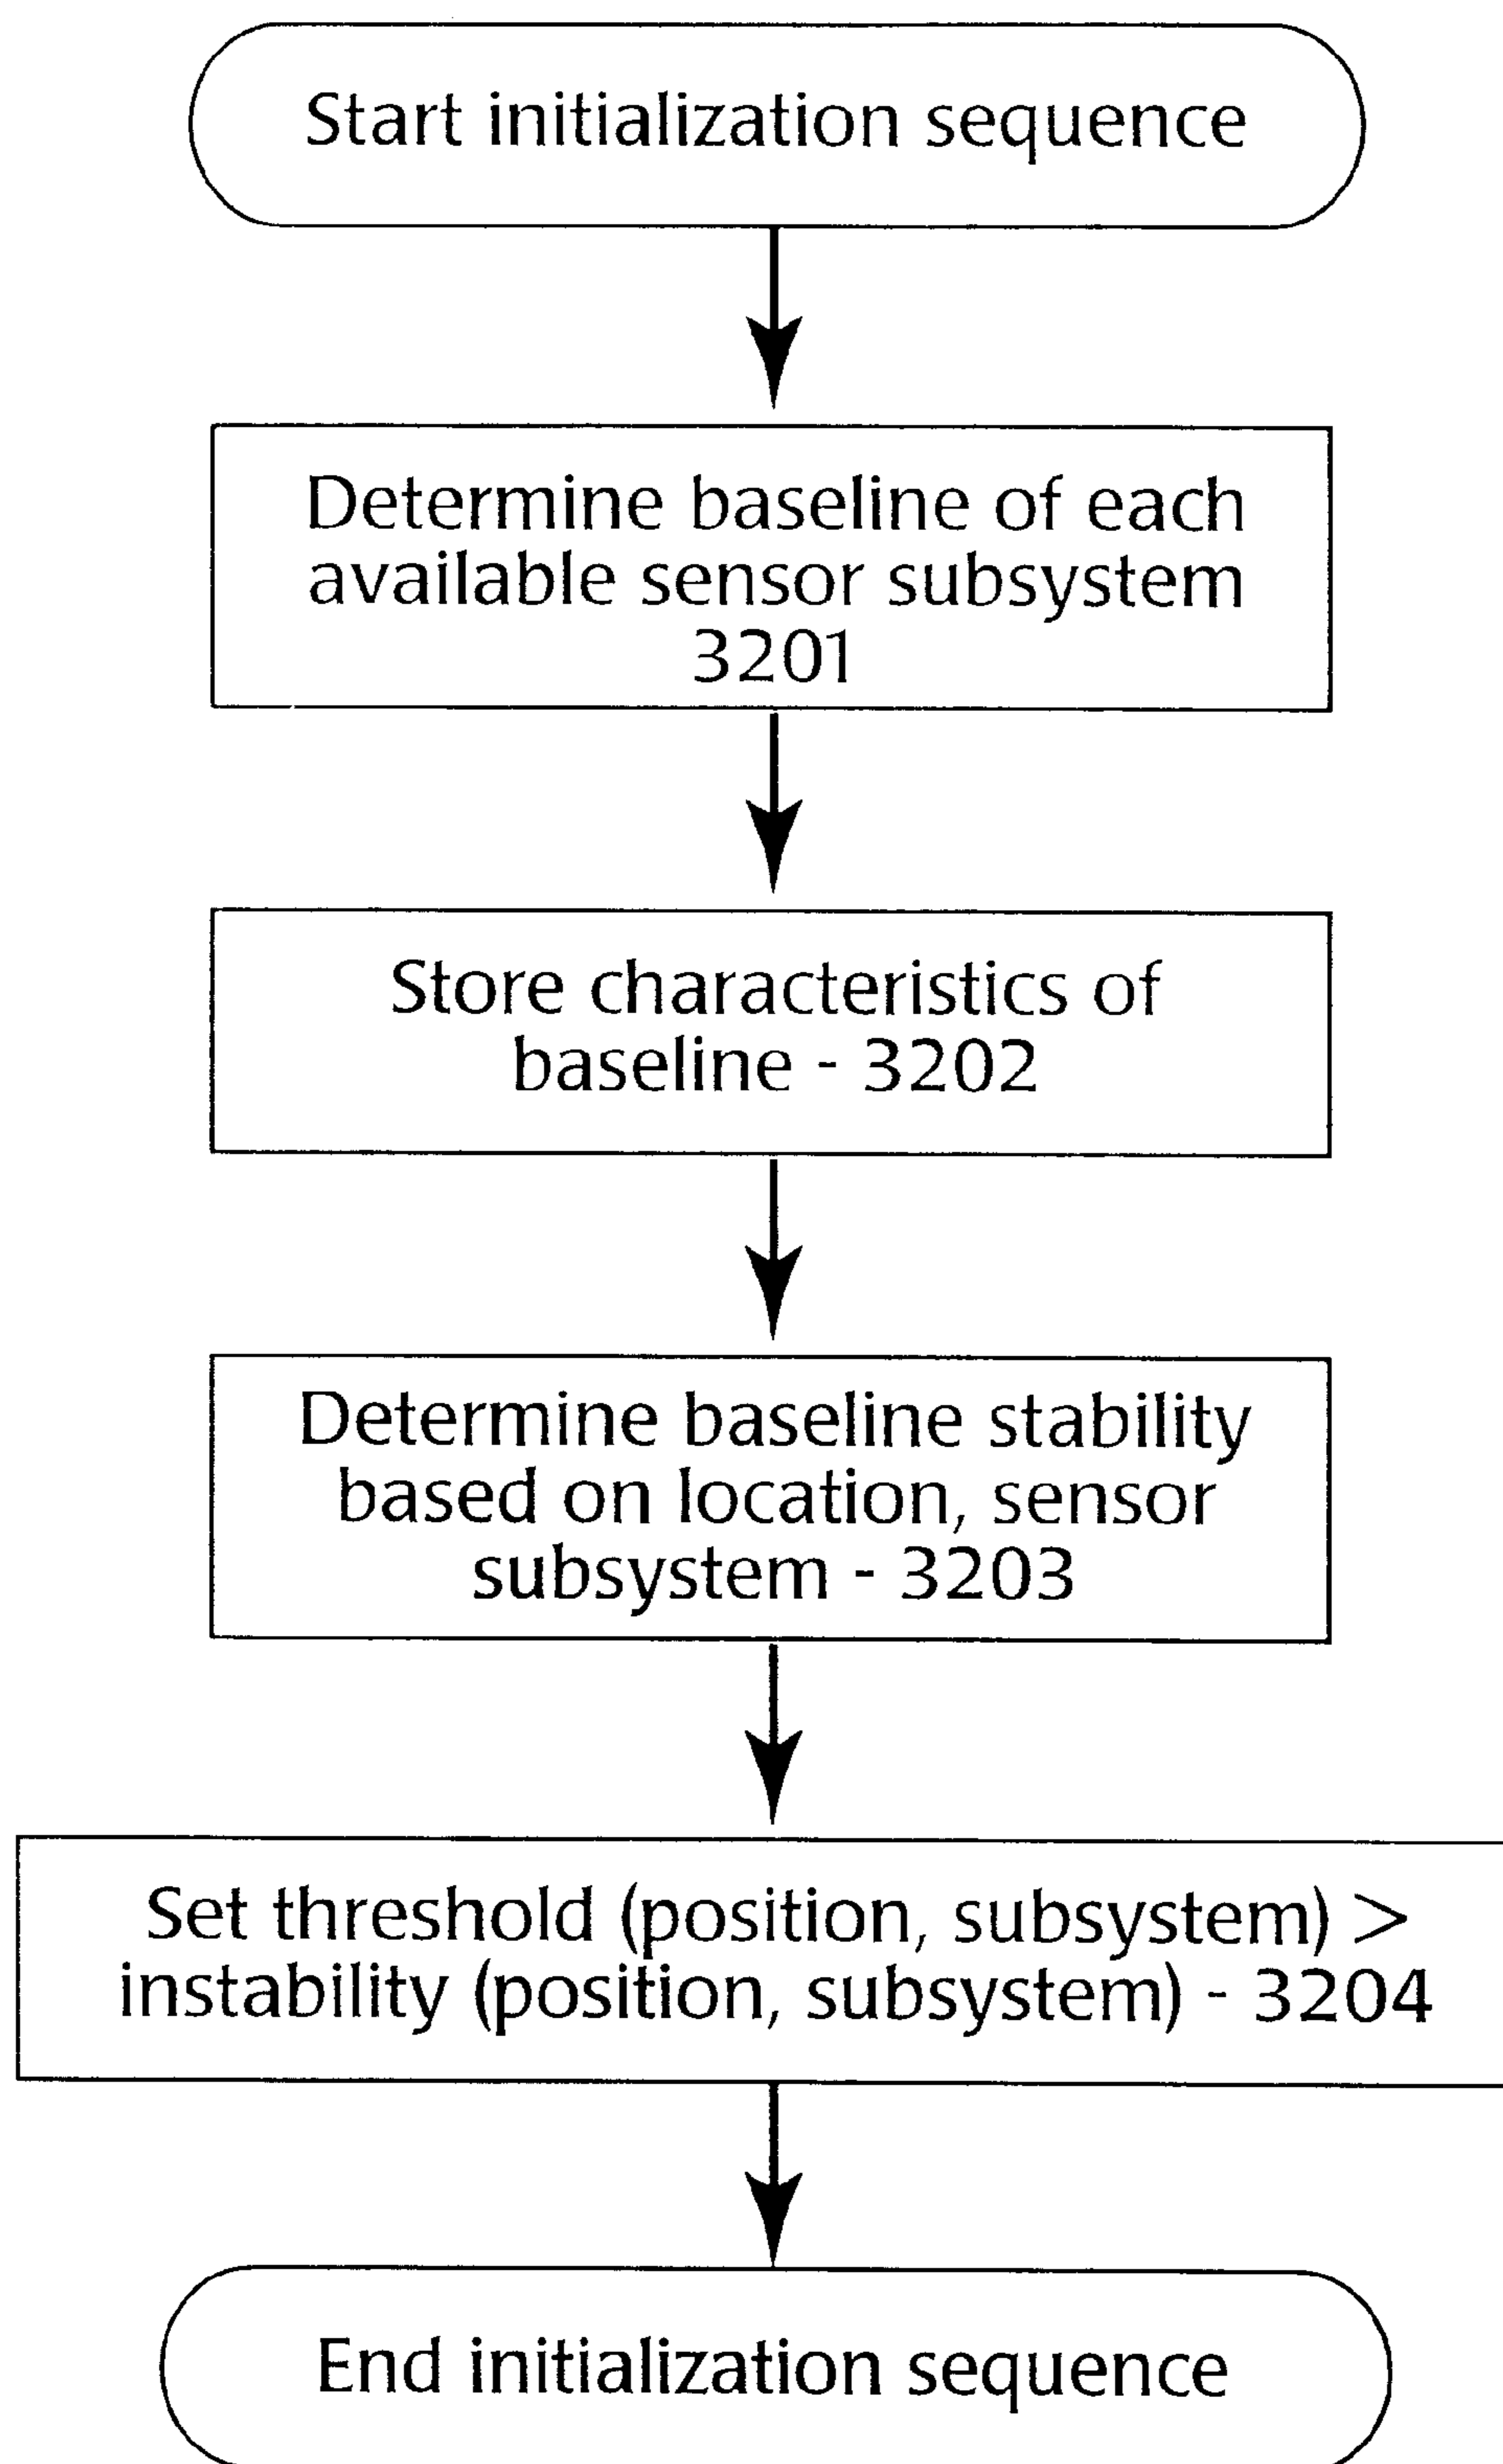 Start initialization sequence
Determine baseline of each
available sensor subsystem
3201
Store characteristics of
baseline - 3202
Determine baseline stability
based on location, sensor
subsystem - 3203
Set threshold (position, subsystem) >
instability (position, subsystem) - 3204
End initialization sequence